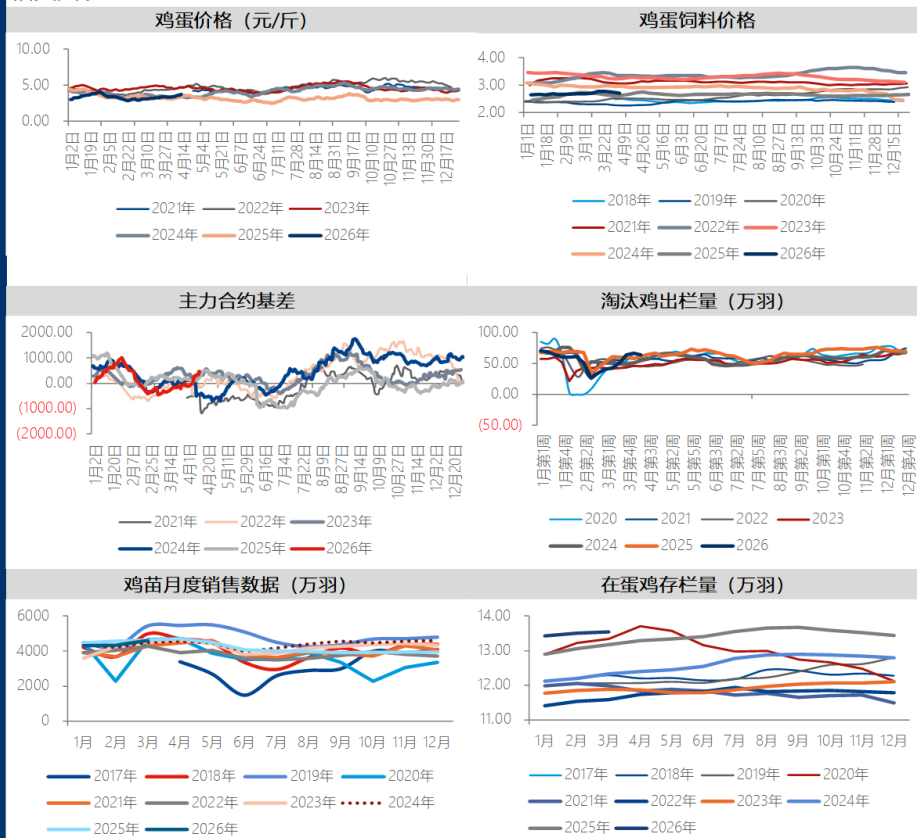 鸡蛋价格（元/斤）
10.00
5.00
0.00
1月2日
1月19日
2月4日
2月22日
3月10日
3月27日
4月14日
5月4日
5月21日
6月7日
6月24日
7月11日
7月28日
8月14日
8月31日
9月17日
10月10日
10月27日
11月13日
11月30日
12月17日
2021年 2022年 2023年
2024年 2025年 2026年
鸡蛋饲料价格
4.00
3.00
2.00
1月1日
1月18日
2月9日
3月5日
3月22日
4月9日
4月26日
5月16日
6月3日
6月20日
7月7日
7月24日
8月10日
8月27日
9月13日
10月3日
10月24日
11月11日
11月28日
12月15日
2018年 2019年 2020年
2021年 2022年 2023年
2024年 2025年 2026年
主力合约基差
2000.00
1000.00
0.00
(1000.00)
(2000.00)
1月2日
1月20日
2月7日
2月25日
3月14日
4月1日
4月20日
5月11日
5月29日
6月16日
7月4日
7月22日
8月9日
8月27日
9月14日
10月9日
10月27日
11月14日
12月2日
12月20日
2021年 2022年 2023年
2024年 2025年 2026年
淘汰鸡出栏量（万羽）
100.00
50.00
0.00
(50.00)
1月第1周
1月第4周
2月第2周
3月第1周
3月第4周
4月第2周
5月第1周
5月第4周
6月第3周
7月第2周
7月第5周
8月第3周
9月第2周
10月第1周
10月第4周
11月第2周
12月第1周
12月第4周
2020 2021 2022 2023
2024 2025 2026
鸡苗月度销售数据（万羽）
6000
4000
2000
0
1月 2月 3月 4月 5月 6月 7月 8月 9月 10月 11月 12月
2017年 2018年 2019年 2020年
2021年 2022年 2023年 2024年
2025年 2026年
在蛋鸡存栏量（万羽）
14.00
13.00
12.00
11.00
1月 2月 3月 4月 5月 6月 7月 8月 9月 10月 11月 12月
2017年 2018年 2019年 2020年
2021年 2022年 2023年 2024年
2025年 2026年